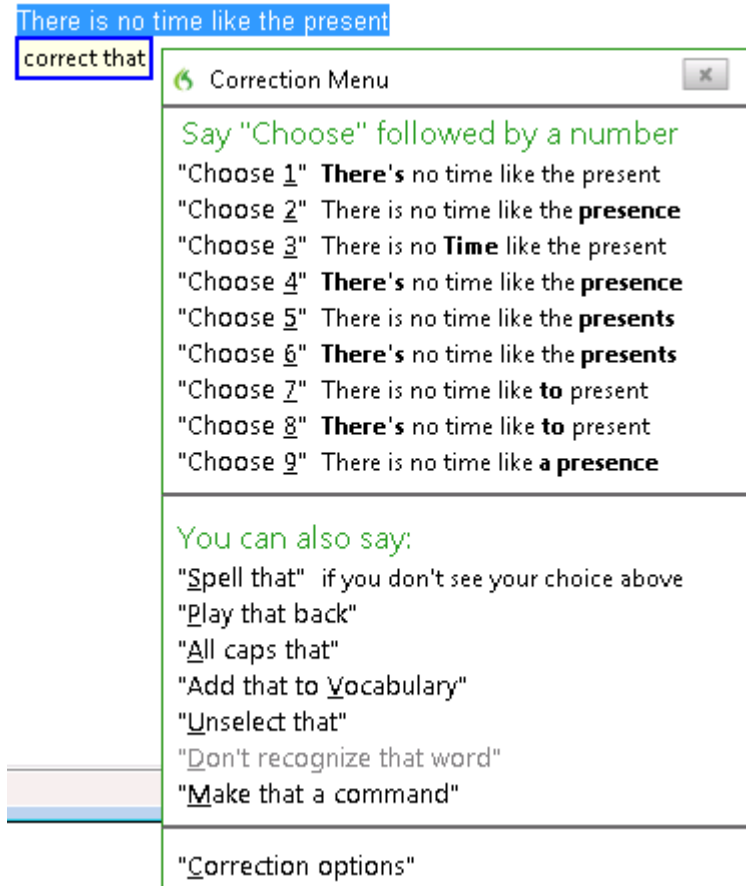 There is no time like the present
correct that
Correction Menu
Say "Choose" followed by a number
"Choose 1" There's no time like the present
"Choose 2" There is no time like the presence
"Choose 3" There is no Time like the present
"Choose 4" There's no time like the presence
"Choose 5" There is no time like the presents
"Choose 6" There's no time like the presents
"Choose 7" There is no time like to present
"Choose 8" There's no time like to present
"Choose 9" There is no time like a presence
You can also say:
"Spell that" if you don't see your choice above
"Play that back"
"All caps that"
"Add that to Vocabulary"
"Unselect that"
"Don't recognize that word"
"Make that a command"
"Correction options"